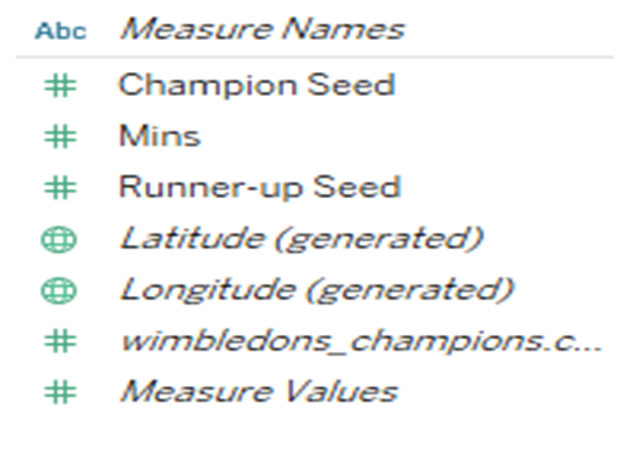 Abc Measure Names
# Champion Seed
# Mins
# Runner-up Seed
Latitude (generated)
Longitude (generated)
# wimbledons_champions.c...
# Measure Values